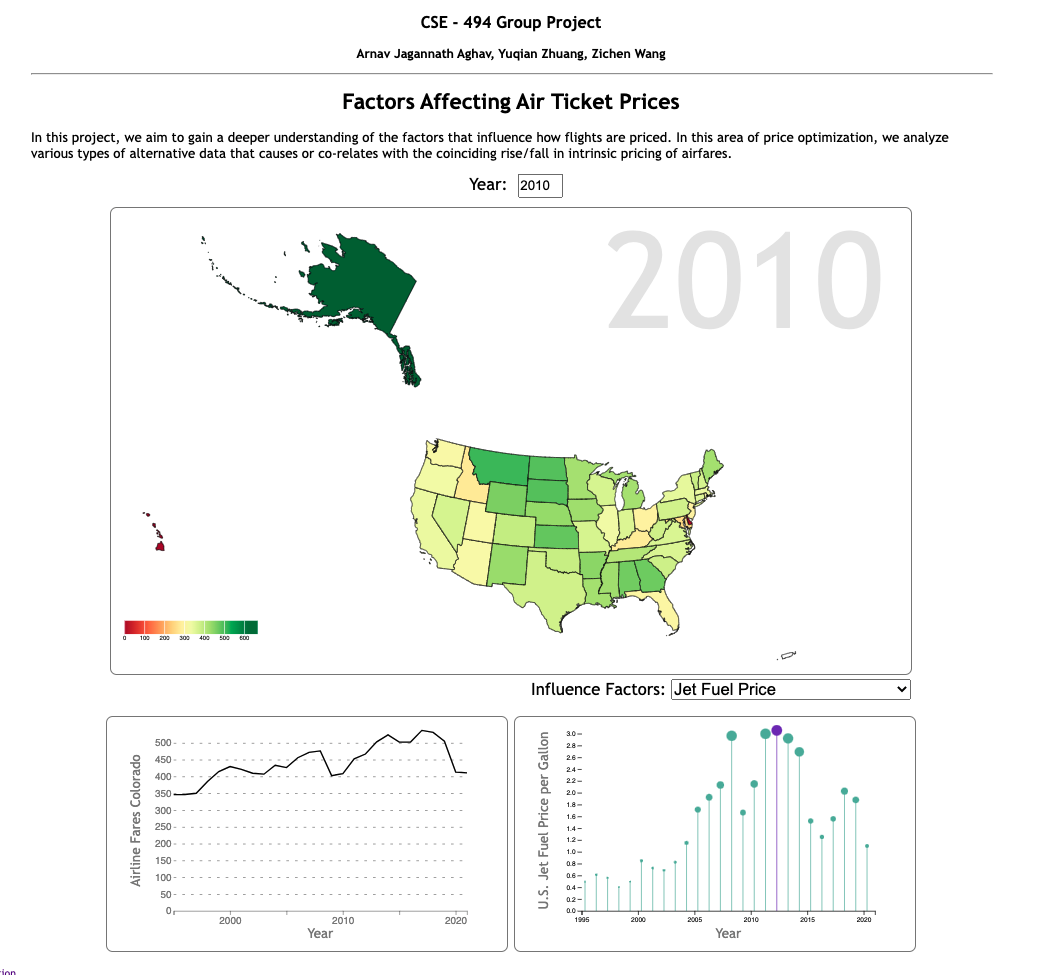 CSE - 494 Group Project
Arnav Jagannath Aghav, Yuqian Zhuang, Zichen Wang
Factors Affecting Air Ticket Prices
In this project, we aim to gain a deeper understanding of the factors that influence how flights are priced. In this area of price optimization, we analyze
various types of alternative data that causes or co-relates with the coinciding rise/fall in intrinsic pricing of airfares.
Year: 2010
2010
0 100 200 300 400 500 600
Influence Factors: Jet Fuel Price
Airline Fares Colorado
500
450
400
350
300
250
200
150
100
50
0
2000 2010 2020
Year
U.S. Jet Fuel Price per Gallon
3.0
2.8
2.6
2.4
2.2
2.0
1.8
1.6
1.4
1.2
1.0
0.8
0.6
0.4
0.2
0.0
1995 2000 2005 2010 2015 2020
Year